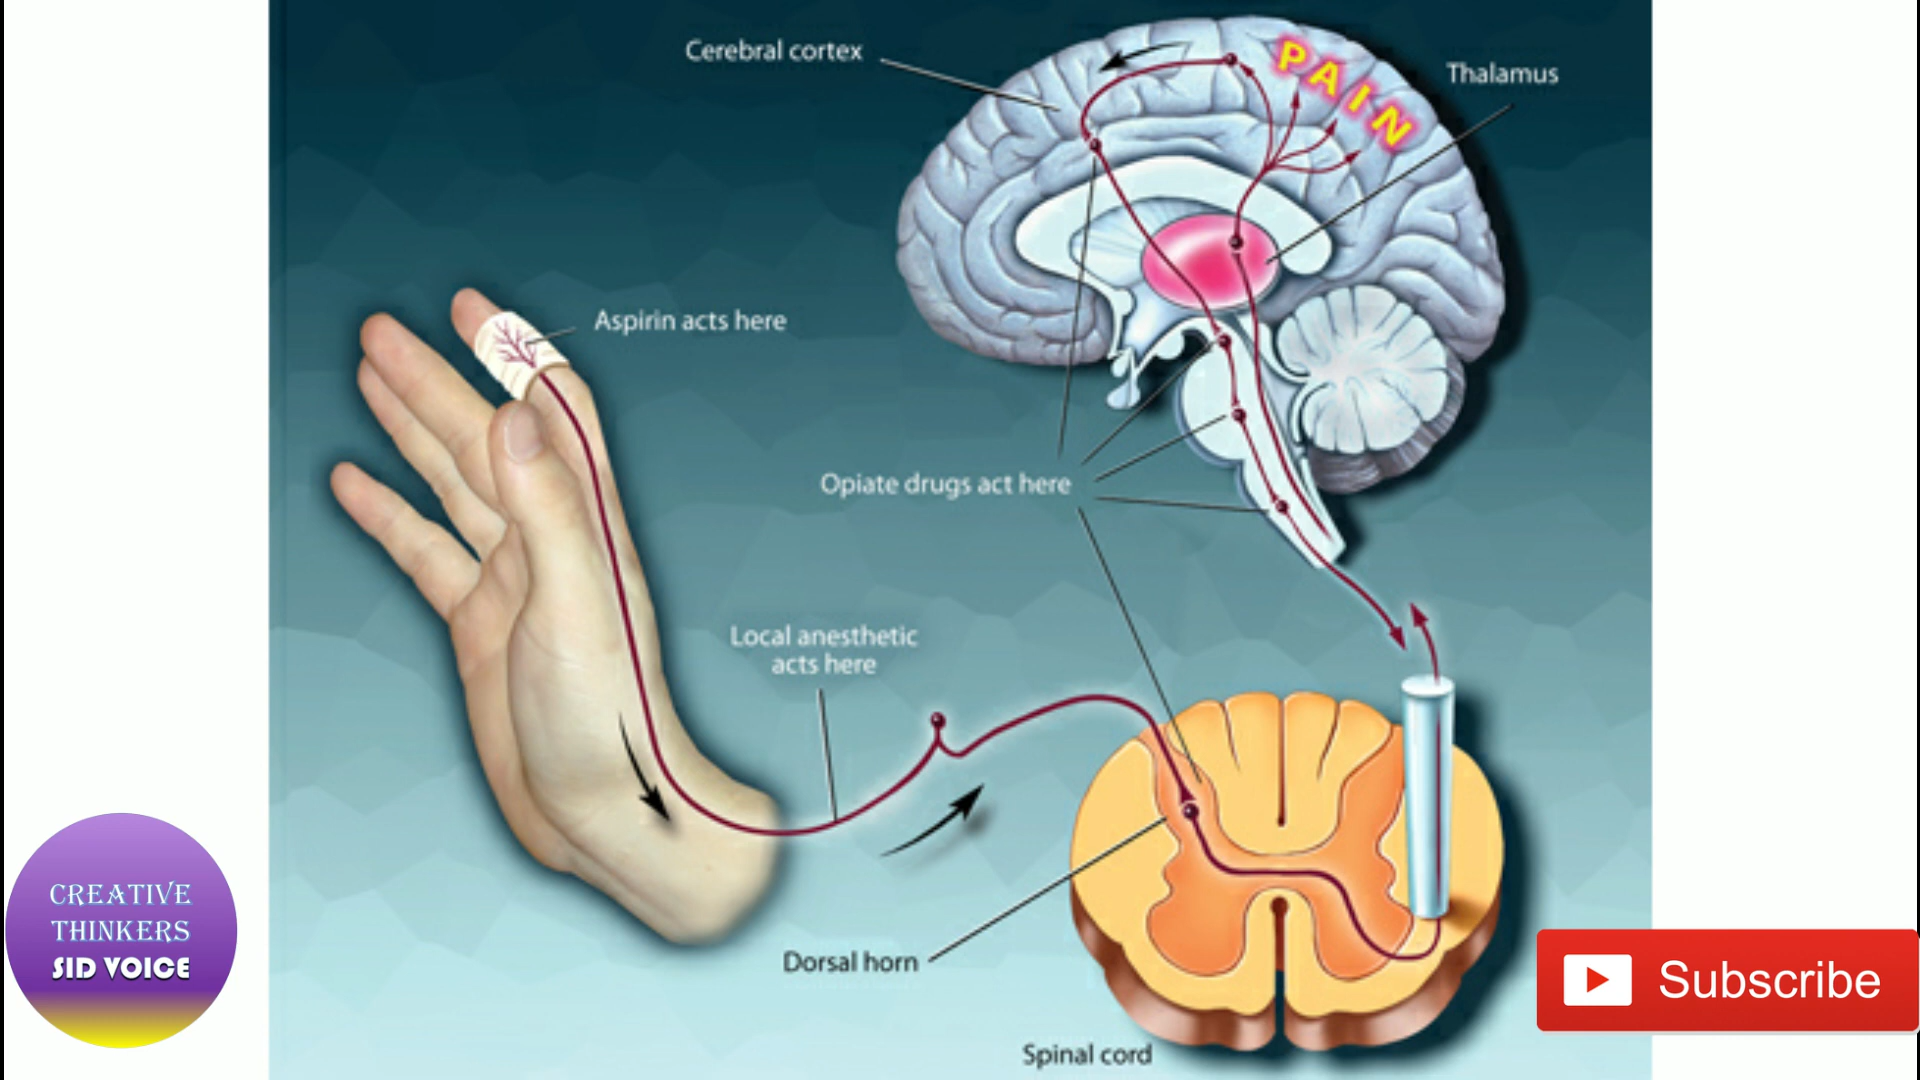 Cerebral cortex
PAIN
Thalamus
Aspirin acts here
Opiate drugs act here
Local anesthetic
acts here
Dorsal horn
Spinal cord
CREATIVE
THINKERS
SID VOICE
Subscribe